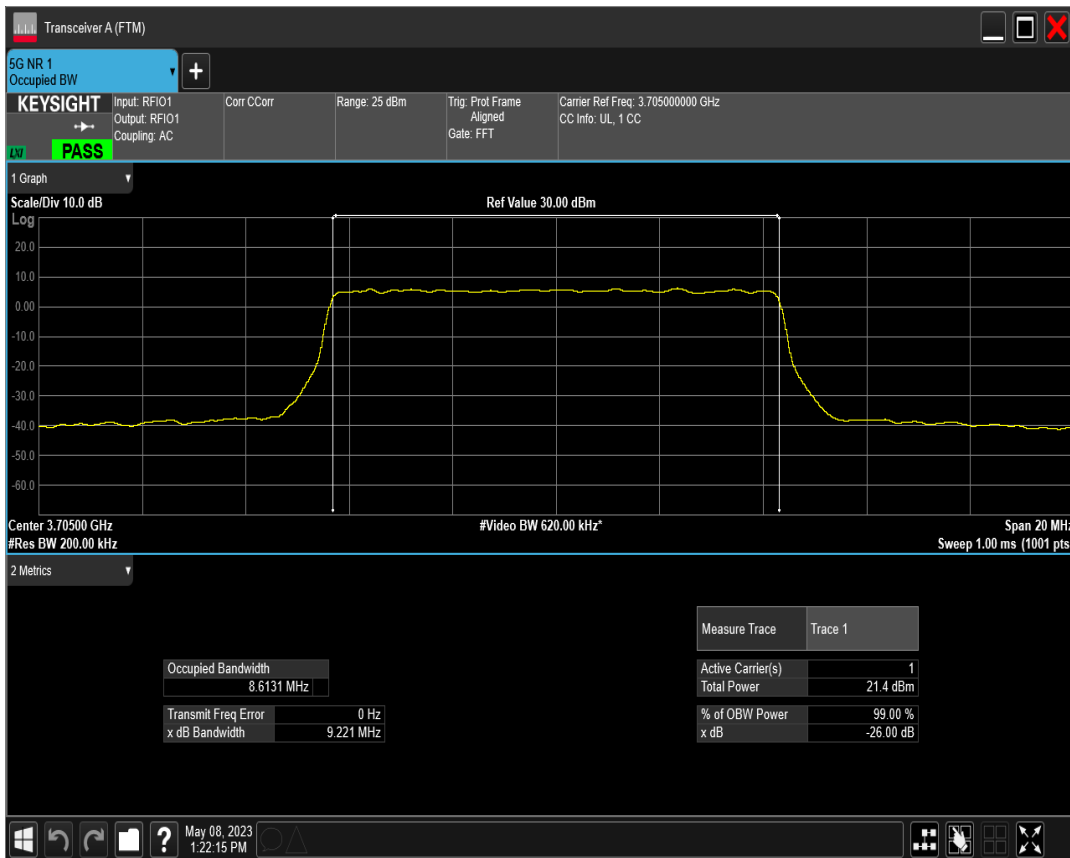 Transceiver A (FTM)
5G NR 1
Occupied BW
+
KEYSIGHT
LXI
PASS
Input: RFIO1
Output: RFIO1
Coupling: AC
Corr CCorr
Range: 25 dBm
Trig: Prot Frame
Aligned
Gate: FFT
Carrier Ref Freq: 3.705000000 GHz
CC Info: UL, 1 CC
1 Graph
Scale/Div 10.0 dB
Ref Value 30.00 dBm
Log
20.0
10.0
0.00
-10.0
-20.0
-30.0
-40.0
-50.0
-60.0
Center 3.70500 GHz
#Video BW 620.00 kHz*
Span 20 MHz
#Res BW 200.00 kHz
Sweep 1.00 ms (1001 pts
2 Metrics
Measure Trace Trace 1
Occupied Bandwidth
8.6131 MHz
Active Carrier(s) 1
Total Power 21.4 dBm
Transmit Freq Error 0 Hz
x dB Bandwidth 9.221 MHz
% of OBW Power 99.00 %
x dB -26.00 dB
?
May 08, 2023
1:22:15 PM